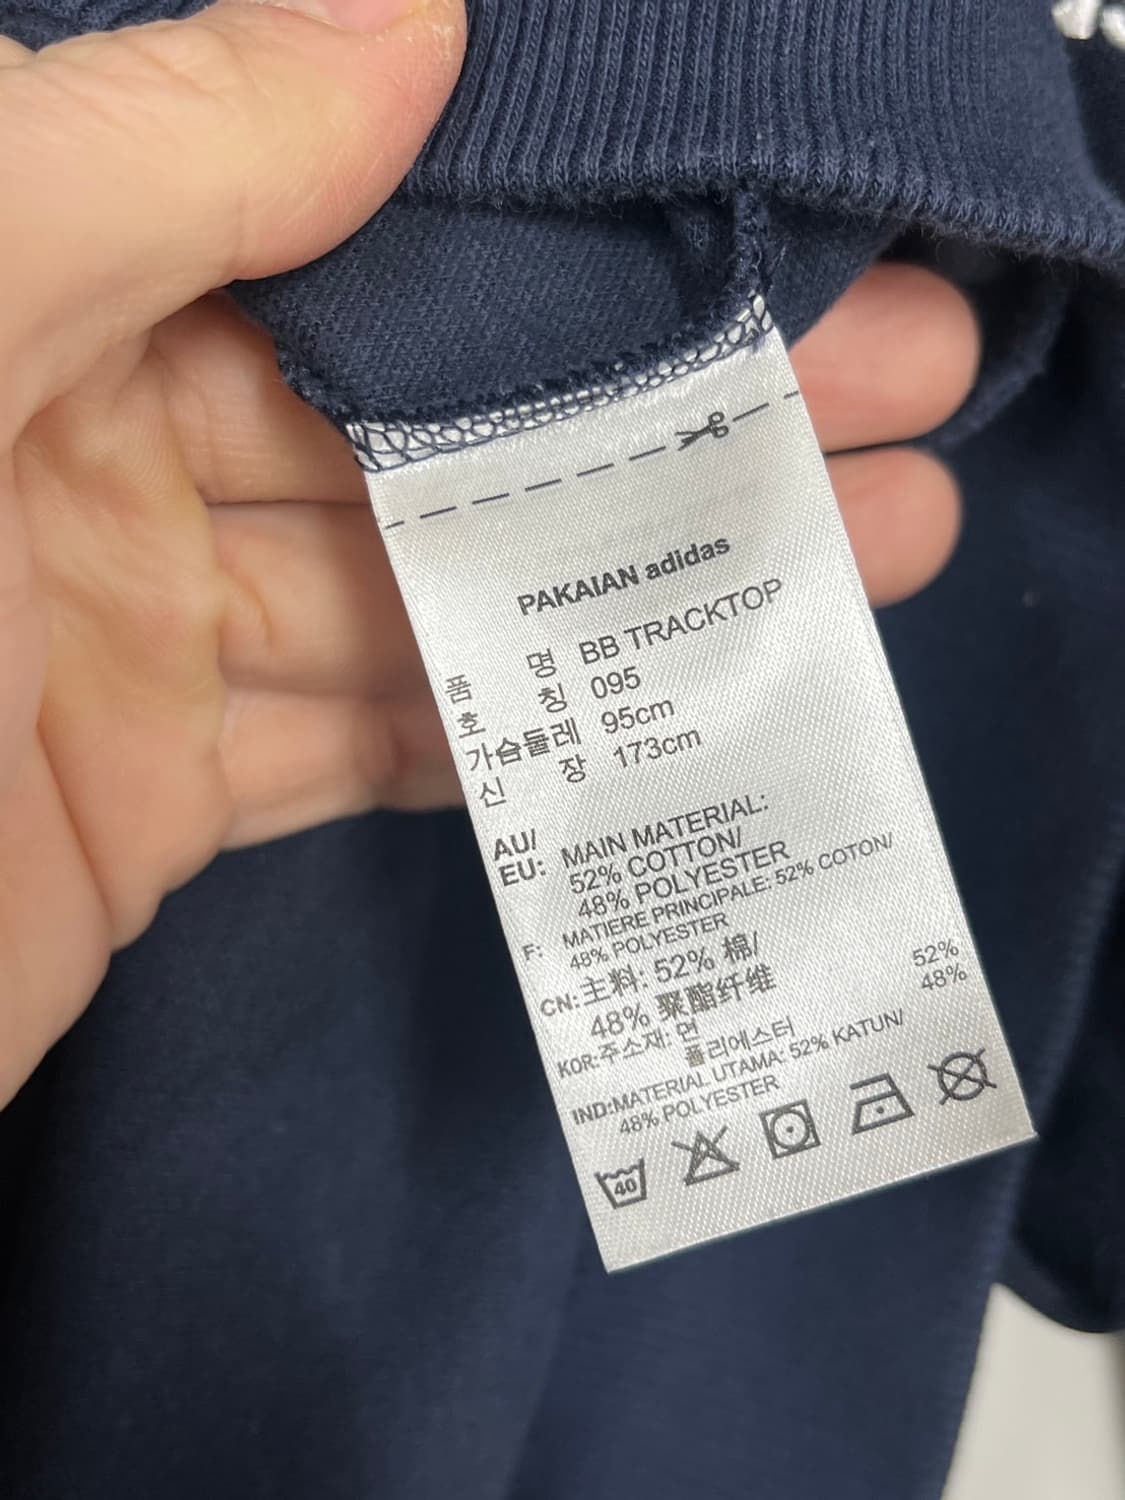 PAKAIAN adidas
품 명 BB TRACKTOP
호 칭 095
가슴둘레 95cm
신 장 173cm
AU/
EU: MAIN MATERIAL:
52% COTTON/
48% POLYESTER
F: MATIERE PRINCIPALE: 52% COTON/
48% POLYESTER
CN: 主料: 52% 棉/
48% 聚酯纤维
KOR: 주소재: 면 52%
폴리에스터 48%
IND: MATERIAL UTAMA: 52% KATUN/
48% POLYESTER
40